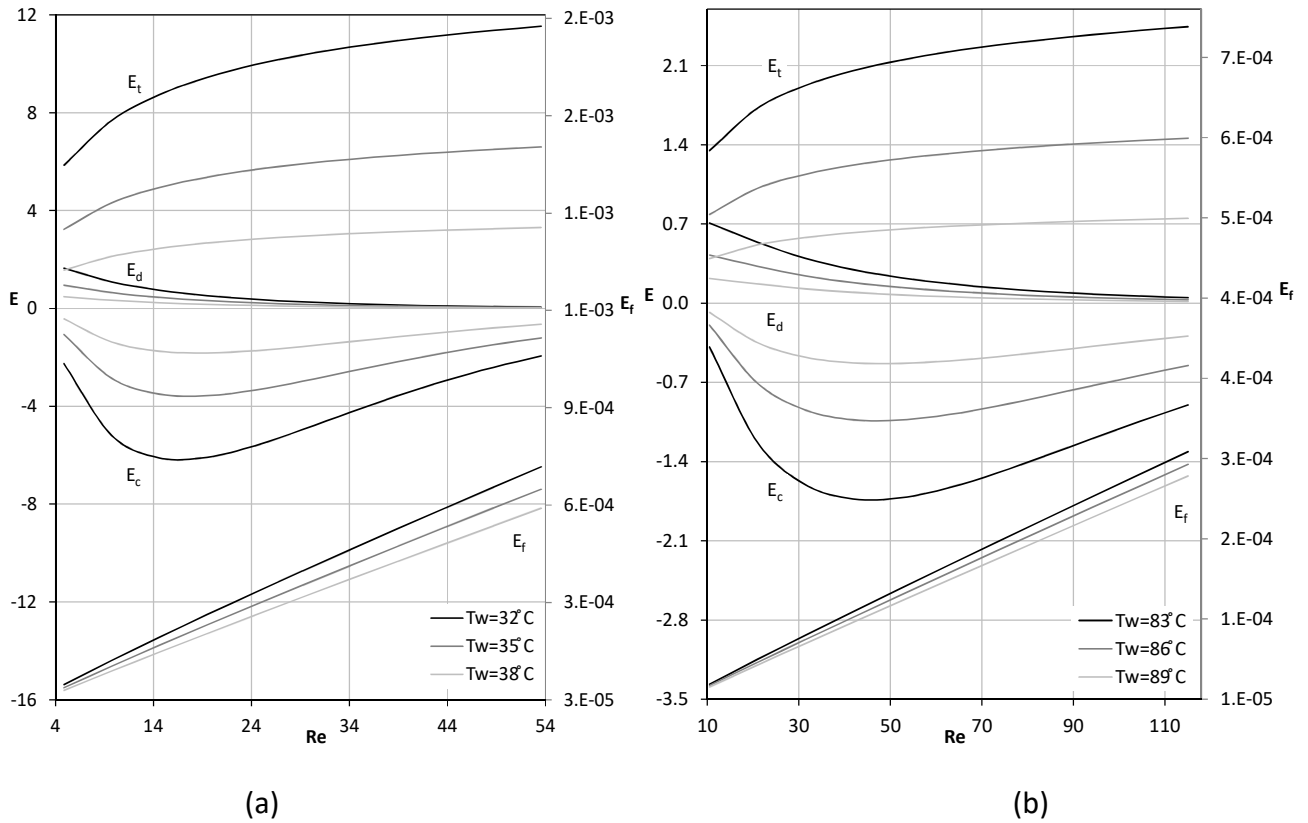 12
8
4
0
-4
-8
-12
-16
E
2.E-03
2.E-03
1.E-03
1.E-03
9.E-04
6.E-04
3.E-04
3.E-05
E_f
E_t
E_d
E_c
E_f
Tw=32°C
Tw=35°C
Tw=38°C
4 14 24 34 44 54
Re
(a)
2.1
1.4
0.7
0.0
-0.7
-1.4
-2.1
-2.8
-3.5
E
7.E-04
6.E-04
5.E-04
4.E-04
4.E-04
3.E-04
2.E-04
1.E-04
1.E-05
E_f
E_t
E_d
E_c
E_f
Tw=83°C
Tw=86°C
Tw=89°C
10 30 50 70 90 110
Re
(b)